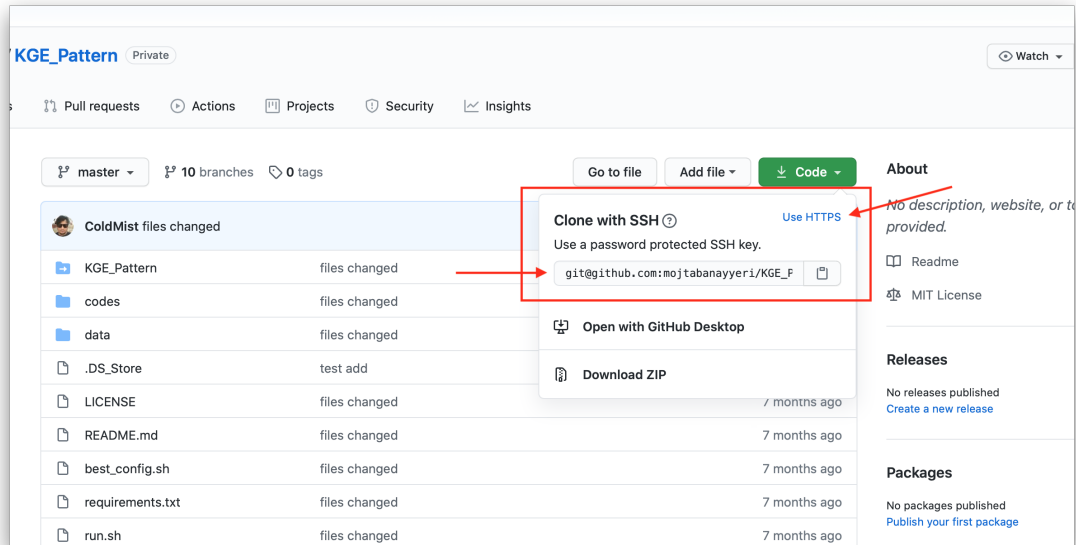 KGE_Pattern Private
Watch
Pull requests Actions Projects Security Insights
master 10 branches 0 tags Go to file Add file Code
ColdMist files changed
KGE_Pattern files changed
codes files changed
data files changed
.DS_Store test add
LICENSE files changed 7 months ago
README.md files changed 7 months ago
best_config.sh files changed 7 months ago
requirements.txt files changed 7 months ago
run.sh files changed 7 months ago
Clone with SSH Use HTTPS
Use a password protected SSH key.
git@github.com:mojtabanayyeri/KGE_P
Open with GitHub Desktop
Download ZIP
About
No description, website, or
provided.
Readme
MIT License
Releases
No releases published
Create a new release
Packages
No packages published
Publish your first package